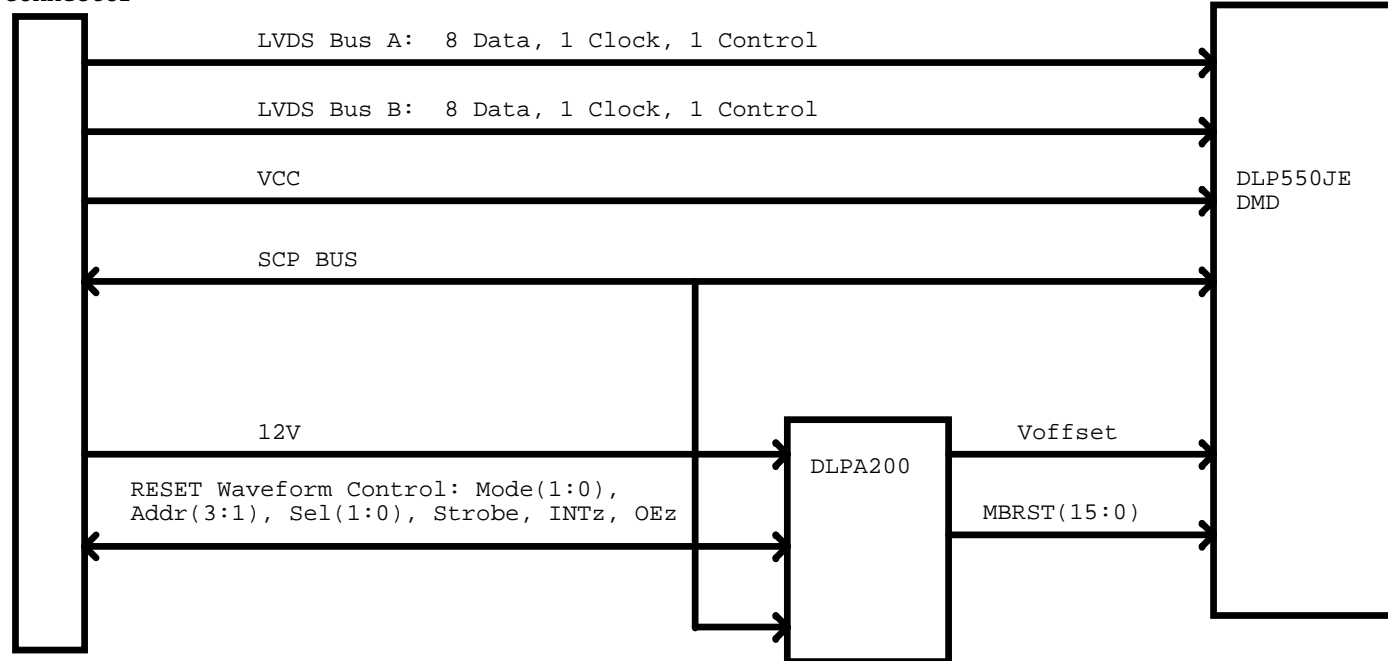 LVDS Bus A:  8 Data, 1 Clock, 1 Control
LVDS Bus B:  8 Data, 1 Clock, 1 Control
VCC
DLP550JE
DMD
SCP BUS
12V
Voffset
DLPA200
RESET Waveform Control: Mode(1:0),
Addr(3:1), Sel(1:0), Strobe, INTz, OEz
MBRST(15:0)